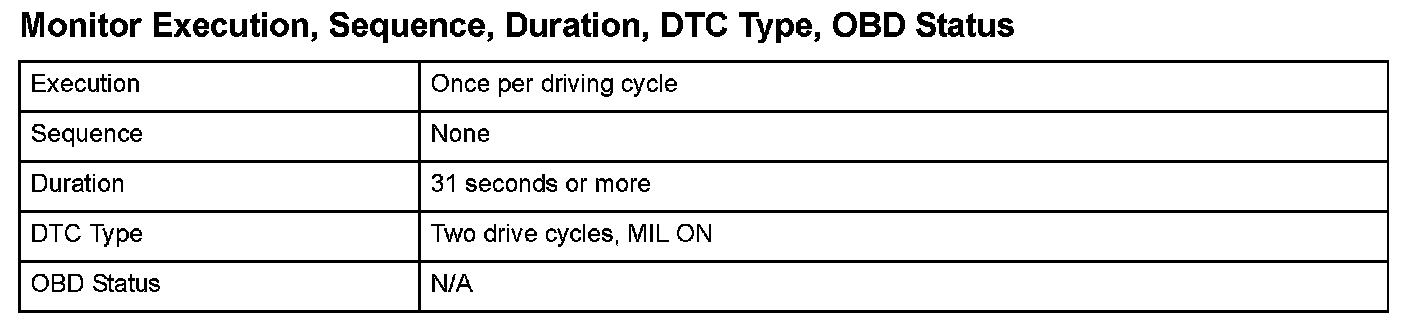 Monitor Execution, Sequence, Duration, DTC Type, OBD Status
Execution Once per driving cycle
Sequence None
Duration 31 seconds or more
DTC Type Two drive cycles, MIL ON
OBD Status N/A